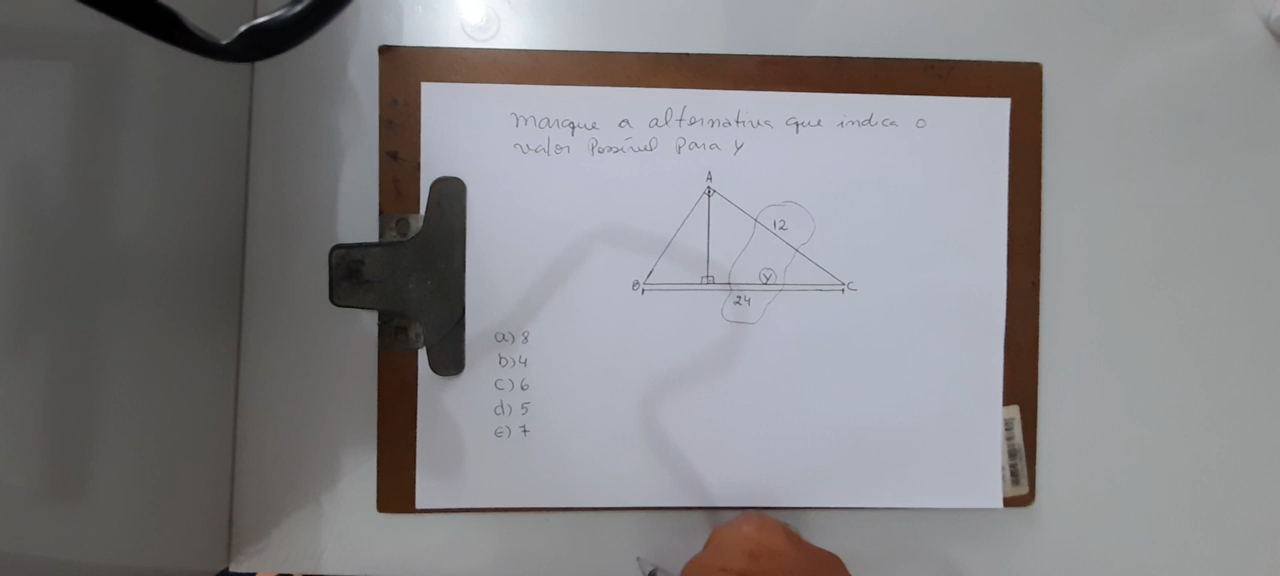 Marque a alternativa que indica o
valor Possível Para y
A
12
B
y
C
24
a) 8
b) 4
c) 6
d) 5
e) 7